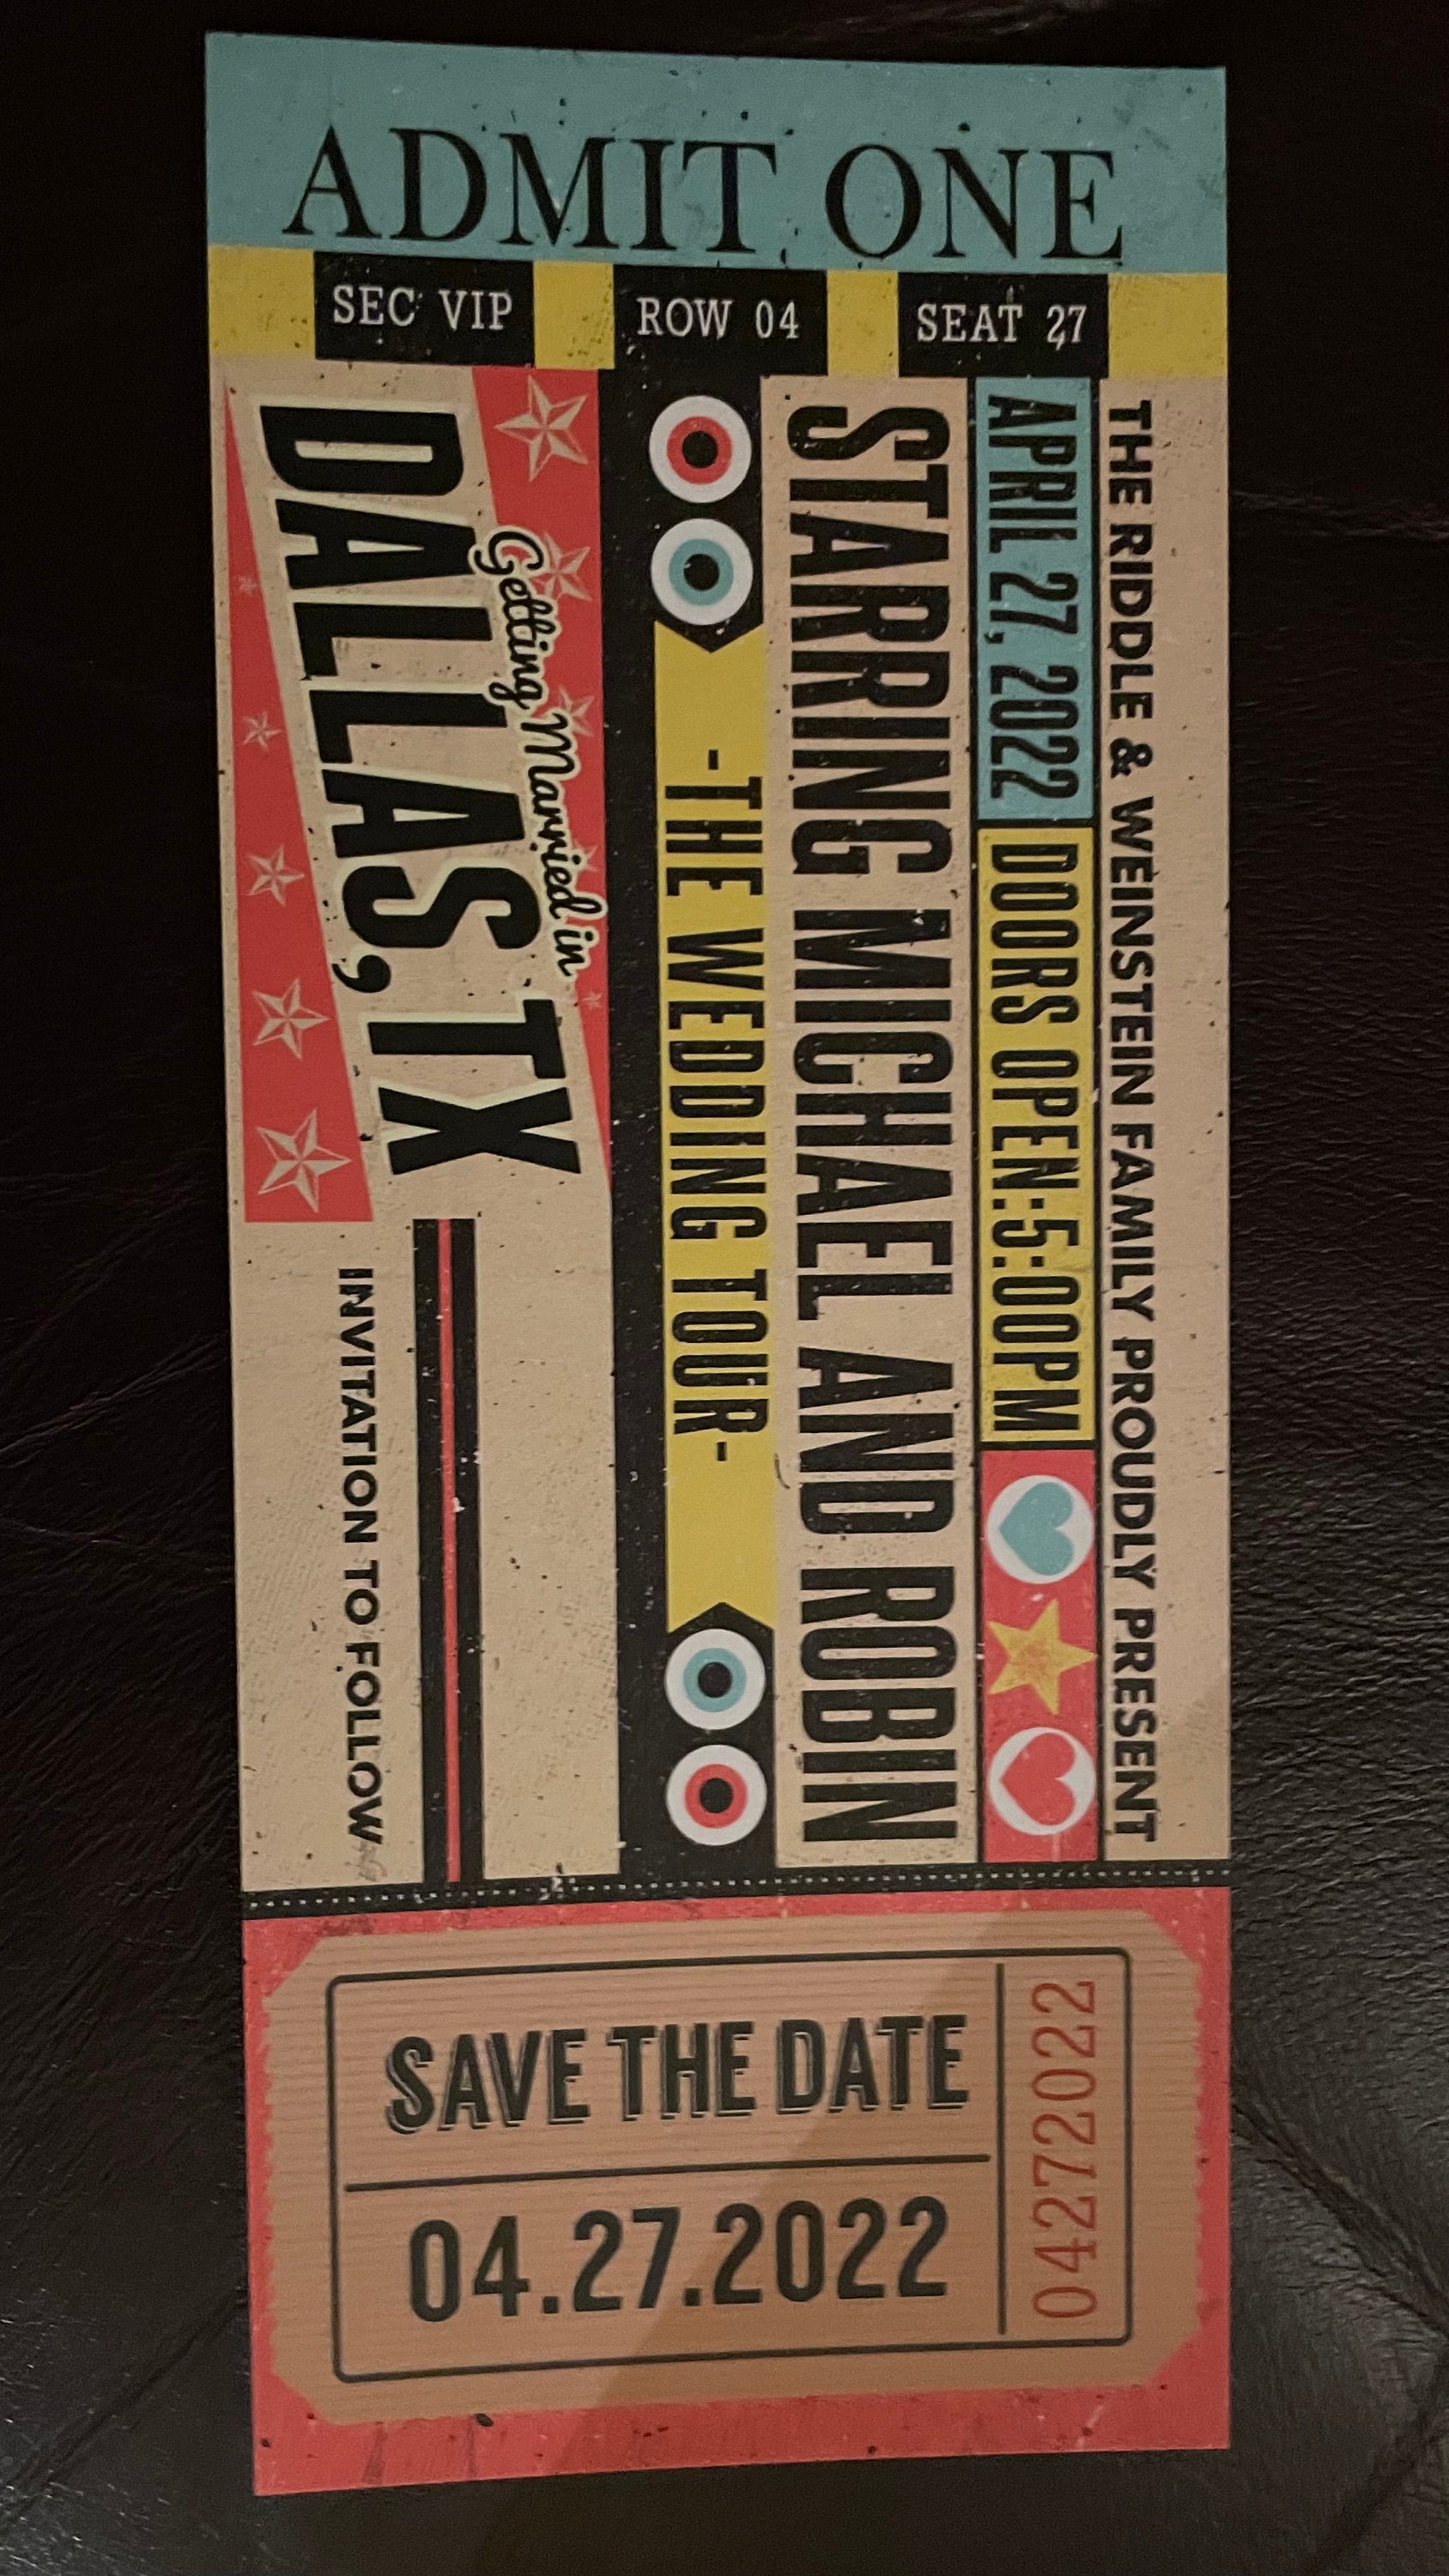 ADMIT ONE
SEC VIP
ROW 04
SEAT 27
THE RIDDLE & WEINSTEIN FAMILY PROUDLY PRESENT
APRIL 27, 2022
DOORS OPEN:5:00PM
STARRING MICHAEL AND ROBIN
-THE WEDDING TOUR-
Getting Married in
DALLAS, TX
INVITATION TO FOLLOW
SAVE THE DATE
04.27.2022
04272022